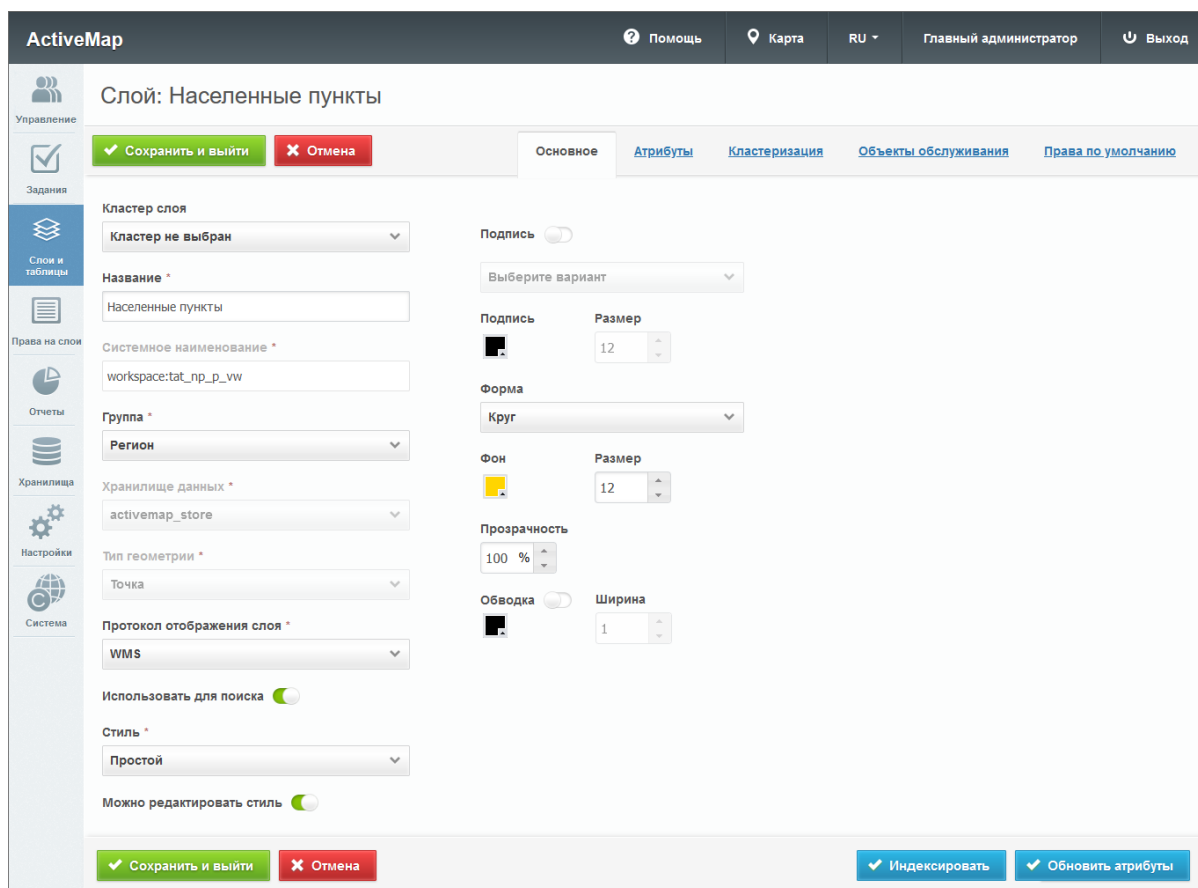 ActiveMap
Помощь Карта RU Главный администратор Выход
Управление
Задания
Слои и
таблицы
Права на слои
Отчеты
Хранилища
Настройки
Система
Слой: Населенные пункты
Сохранить и выйти Отмена
Основное Атрибуты Кластеризация Объекты обслуживания Права по умолчанию
Кластер слоя
Кластер не выбран
Название *
Населенные пункты
Системное наименование *
workspace:tat_np_p_vw
Группа *
Регион
Хранилище данных *
activemap_store
Тип геометрии *
Точка
Протокол отображения слоя *
WMS
Использовать для поиска
Стиль *
Простой
Можно редактировать стиль
Подпись
Выберите вариант
Подпись Размер
12
Форма
Круг
Фон Размер
12
Прозрачность
100 %
Обводка Ширина
1
Сохранить и выйти Отмена
Индексировать Обновить атрибуты